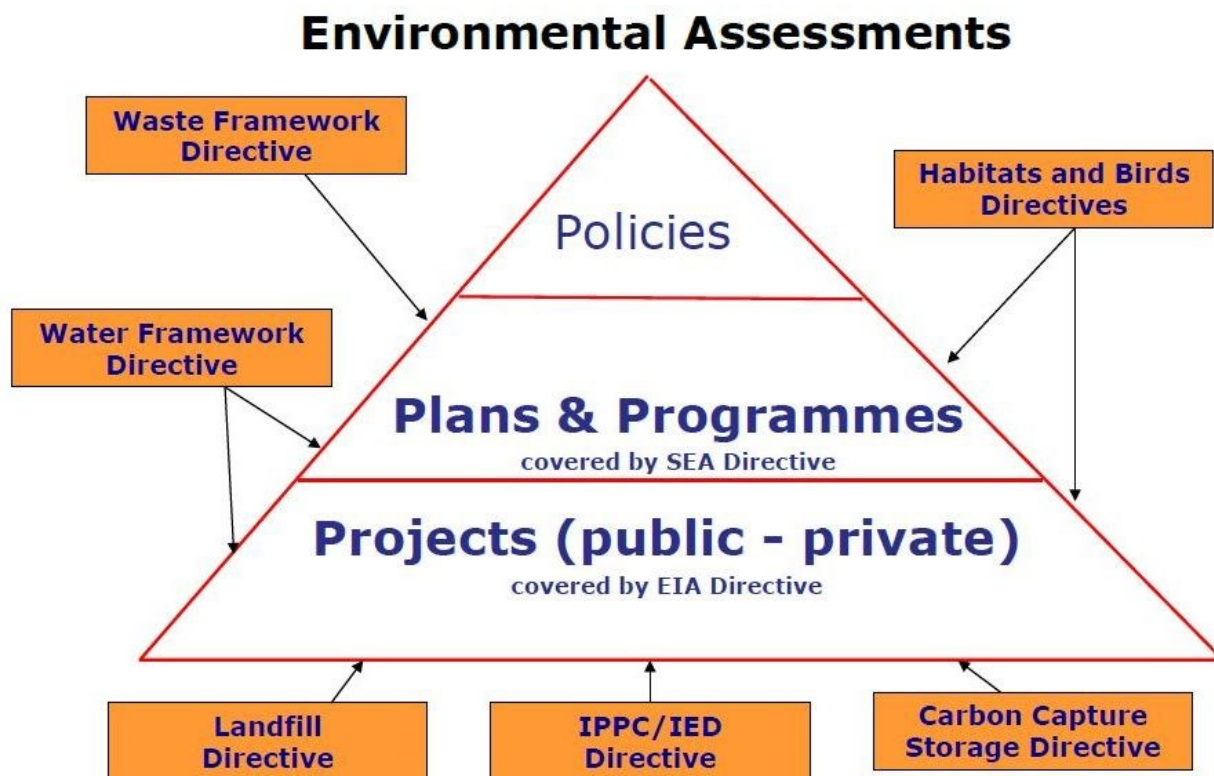 Environmental Assessments
Waste Framework
Directive
Habitats and Birds
Directives
Policies
Water Framework
Directive
Plans & Programmes
covered by SEA Directive
Projects (public - private)
covered by EIA Directive
Landfill
Directive
IPPC/IED
Directive
Carbon Capture
Storage Directive